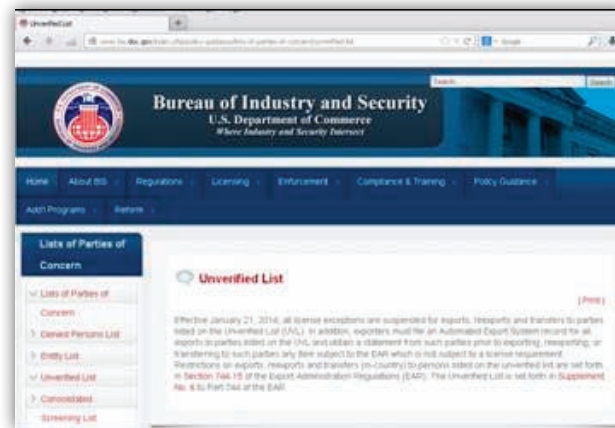 Unverified List
Search...
Search
Bureau of Industry and Security
U.S. Department of Commerce
Where Industry and Security Intersect
Home
About BIS
Regulations
Licensing
Enforcement
Compliance & Training
Policy Guidance
Add'l Programs
Reform
Lists of Parties of
Concern
Lists of Parties of
Concern
Denied Persons List
Entity List
Unverified List
Consolidated
Screening List
Unverified List
| Print |
Effective January 21, 2014, all license exceptions are suspended for exports, reexports and transfers to parties
listed on the Unverified List (UVL). In addition, exporters must file an Automated Export System record for all
exports to parties listed on the UVL and obtain a statement from such parties prior to exporting, reexporting, or
transferring to such parties any item subject to the EAR which is not subject to a license requirement.
Restrictions on exports, reexports and transfers (in-country) to persons listed on the unverified list are set forth
in Section 744.15 of the Export Administration Regulations (EAR). The Unverified List is set forth in Supplement
No. 6 to Part 744 of the EAR.